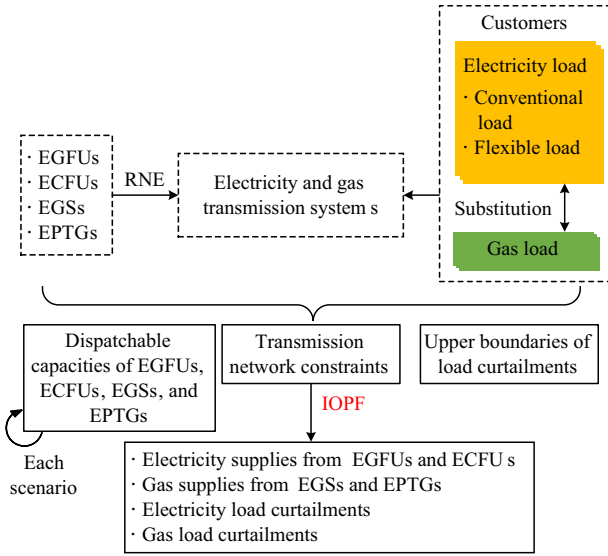 Customers
Electricity load
· Conventional
load
· Flexible load
Substitution
Gas load
· EGFUs
· ECFUs
· EGSs
· EPTGs
RNE
Electricity and gas
transmission system s
Dispatchable
capacities of EGFUs,
ECFUs, EGSs, and
EPTGs
Transmission
network constraints
Upper boundaries of
load curtailments
IOPF
Each
scenario
· Electricity supplies from EGFUs and ECFU s
· Gas supplies from EGSs and EPTGs
· Electricity load curtailments
· Gas load curtailments